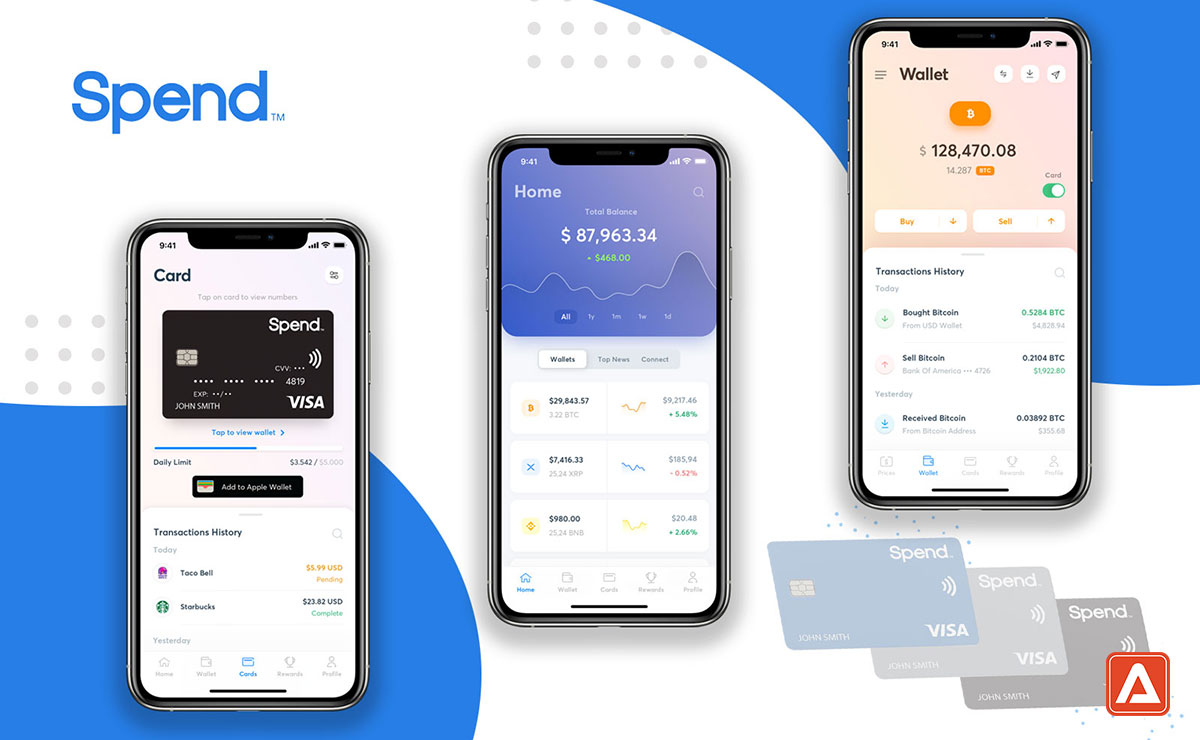 Spend™
9:41
Card
Tap on card to view numbers
Spend™
CVV: •••
•••• •••• •••• 4819
EXP: ••/••
JOHN SMITH
VISA
Tap to view wallet
Daily Limit $3.542 / $5.000
Add to Apple Wallet
Transactions History
Today
Taco Bell $5.99 USD
Pending
Starbucks $23.82 USD
Complete
Yesterday
Home Wallet Cards Rewards Profile
9:41
Home
Total Balance
$ 87,963.34
$468.00
All 1y 1m 1w 1d
Wallets Top News Connect
$29,843.57 $9,217.46
3.22 BTC + 5.48%
$7,416.33 $185,94
25.24 XRP - 0.52%
$980.00 $20.48
25.24 BNB + 2.66%
Home Wallet Cards Rewards Profile
9:41
Wallet
$ 128,470.08
14.287 BTC
Card
Buy Sell
Transactions History
Today
Bought Bitcoin 0.5284 BTC
From USD Wallet $4,828.94
Sell Bitcoin 0.2104 BTC
Bank Of America ••• 4726 $1,922.80
Yesterday
Received Bitcoin 0.03892 BTC
From Bitcoin Address $355.68
Prices Wallet Cards Rewards Profile
Spend™
JOHN SMITH
VISA
Spend™
JOHN SMITH
VISA
Spend™
JOHN SMITH